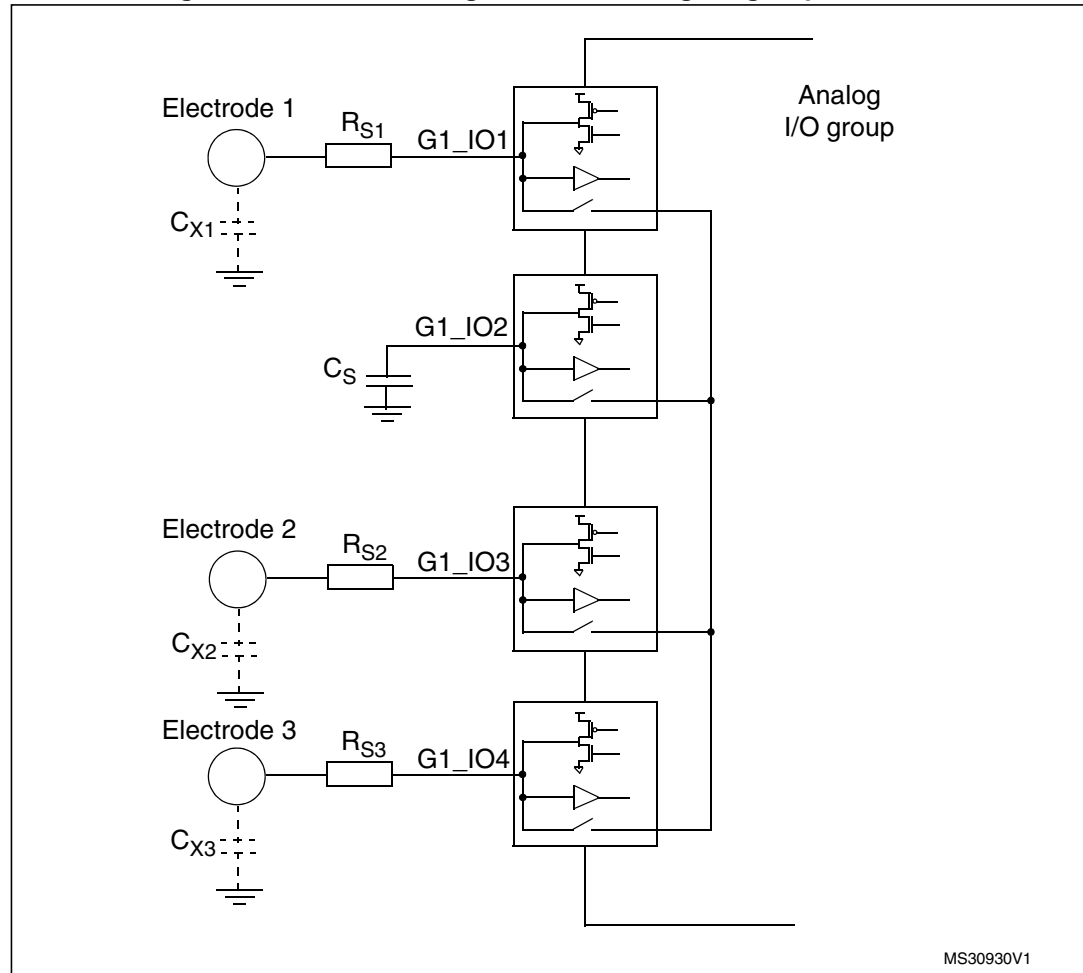 Analog
I/O group
Electrode 1
RS1
G1_IO1
CX1
G1_IO2
CS
Electrode 2
RS2
G1_IO3
CX2
Electrode 3
RS3
G1_IO4
CX3
MS30930V1